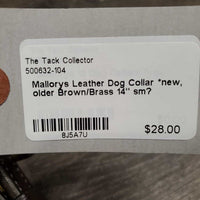 The Tack Collector
500632-104
Mallorys Leather Dog Collar *new,
older Brown/Brass 14" sm?
8J5A7U
$28.00